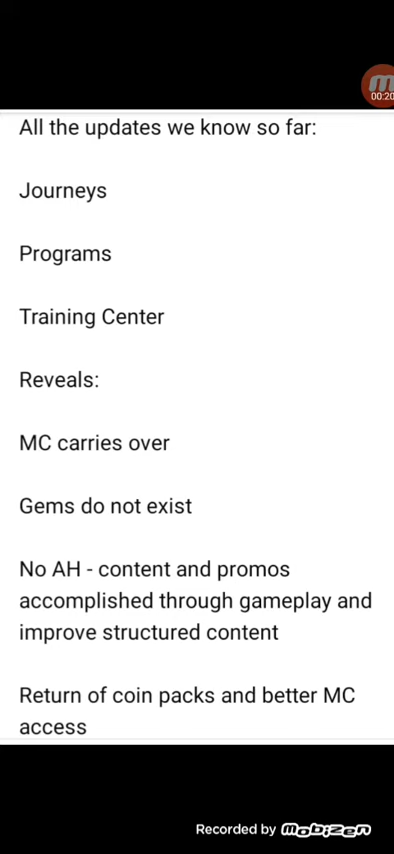 00:20
All the updates we know so far:
Journeys
Programs
Training Center
Reveals:
MC carries over
Gems do not exist
No AH - content and promos
accomplished through gameplay and
improve structured content
Return of coin packs and better MC
access
Recorded by mobizen